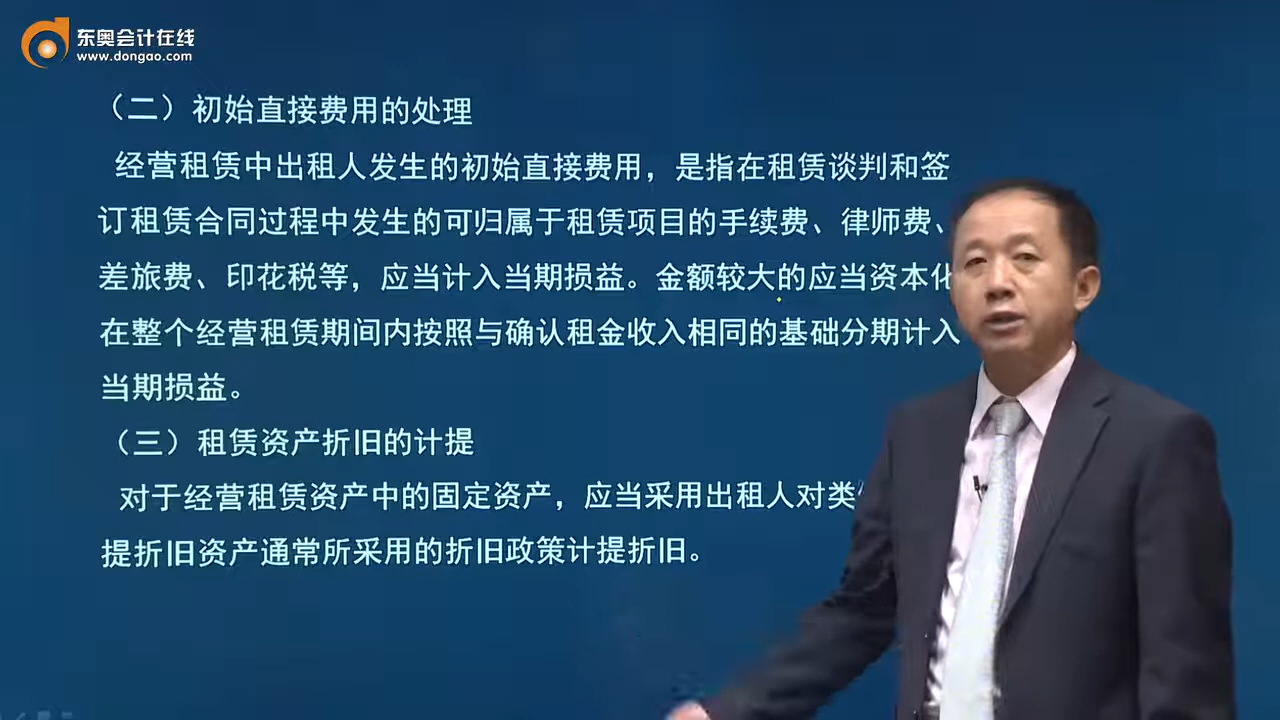 东奥会计在线
www.dongao.com
（二）初始直接费用的处理
经营租赁中出租人发生的初始直接费用，是指在租赁谈判和签
订租赁合同过程中发生的可归属于租赁项目的手续费、律师费、
差旅费、印花税等，应当计入当期损益。金额较大的应当资本化
在整个经营租赁期间内按照与确认租金收入相同的基础分期计入
当期损益。
（三）租赁资产折旧的计提
对于经营租赁资产中的固定资产，应当采用出租人对类
提折旧资产通常所采用的折旧政策计提折旧。